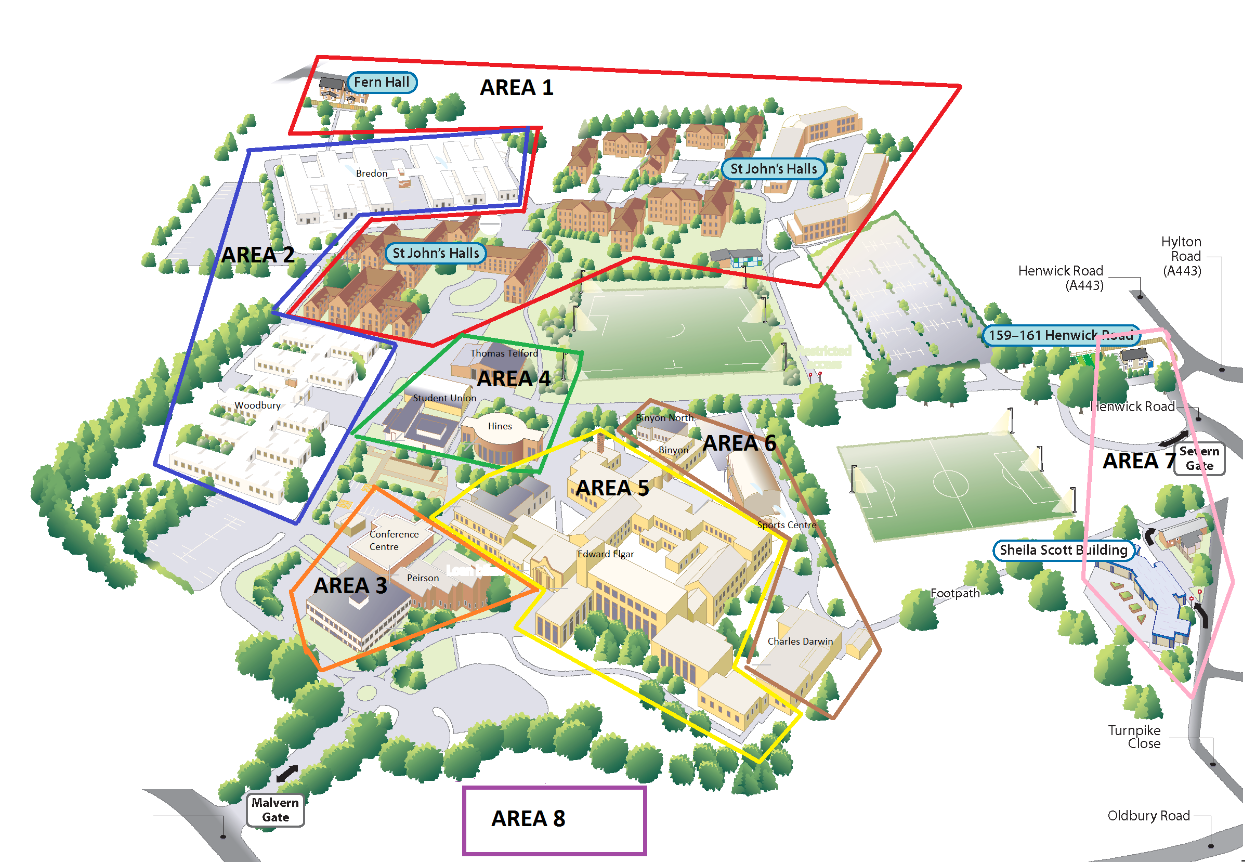 Fern Hall
AREA 1
Bredon
St John's Halls
AREA 2
St John's Halls
Hylton
Road
(A443)
Henwick Road
(A443)
159–161 Henwick Road
Thomas Telford
AREA 4
Student Union
Woodbury
Hines
Henwick Road
Binyon North
AREA 6
Binyon
Severn
Gate
AREA 7
AREA 5
Sports Centre
Conference
Centre
Edward Elgar
Sheila Scott Building
Peirson
AREA 3
Footpath
Charles Darwin
Turnpike
Close
Malvern
Gate
AREA 8
Oldbury Road